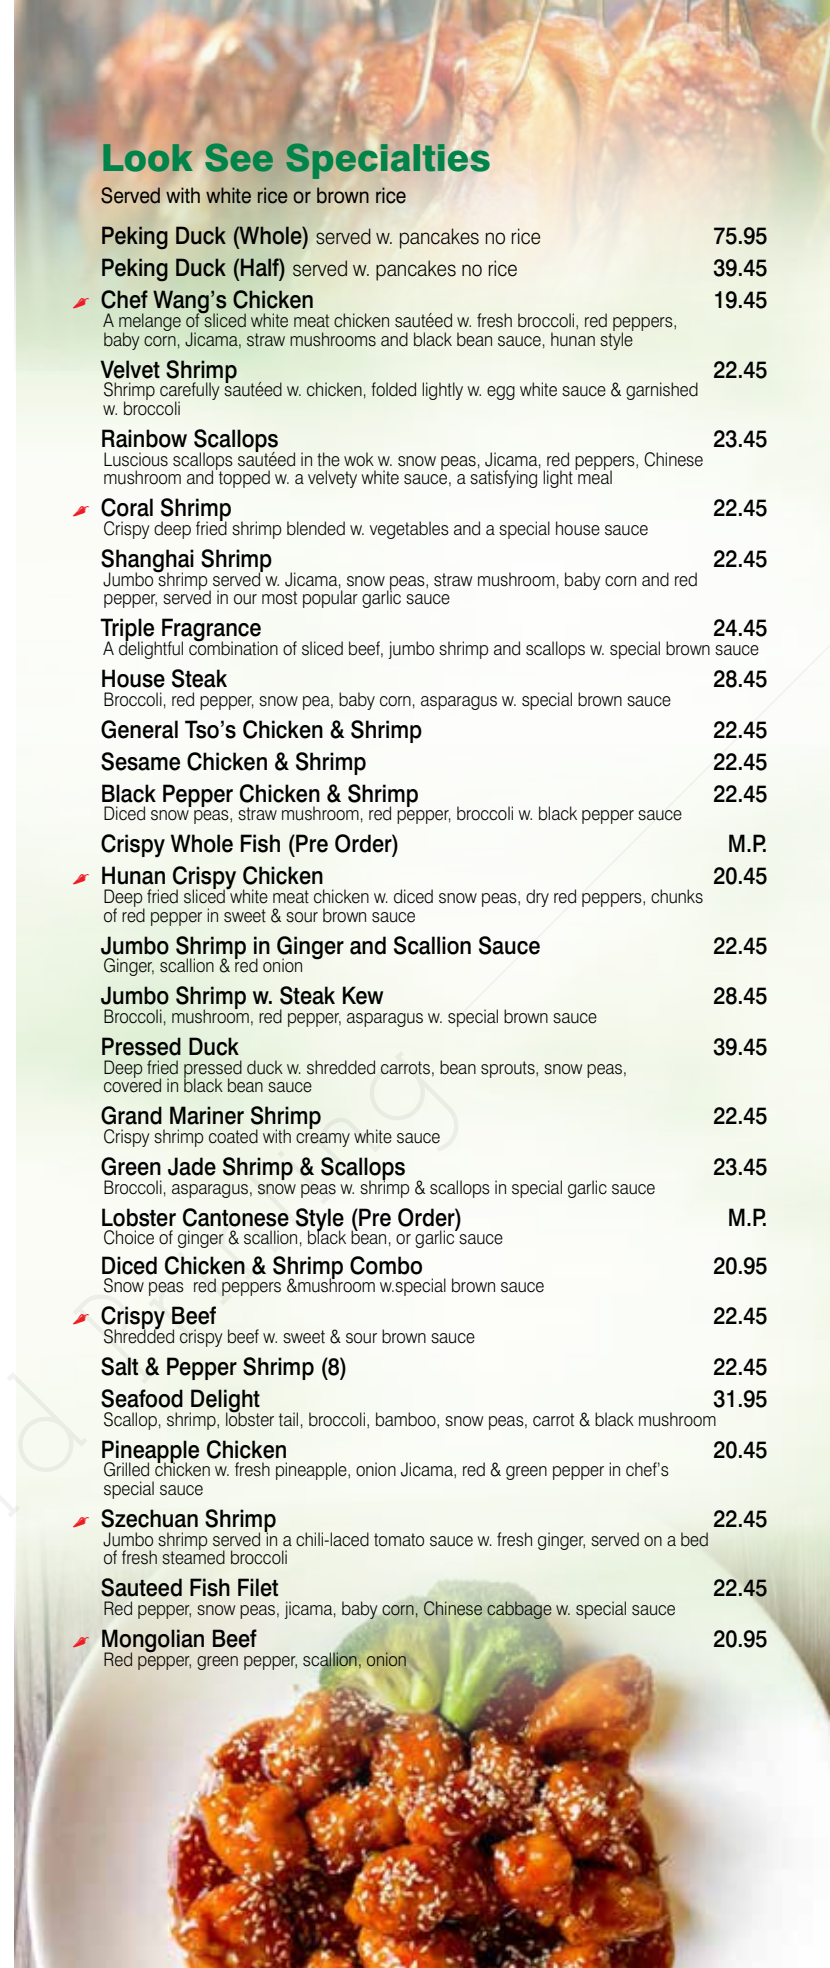 Look See Specialties
Served with white rice or brown rice
Peking Duck (Whole) served w. pancakes no rice 75.95
Peking Duck (Half) served w. pancakes no rice 39.45
Chef Wang's Chicken 19.45
A melange of sliced white meat chicken sautéed w. fresh broccoli, red peppers,
baby corn, Jicama, straw mushrooms and black bean sauce, hunan style
Velvet Shrimp 22.45
Shrimp carefully sautéed w. chicken, folded lightly w. egg white sauce & garnished
w. broccoli
Rainbow Scallops 23.45
Luscious scallops sautéed in the wok w. snow peas, Jicama, red peppers, Chinese
mushroom and topped w. a velvety white sauce, a satisfying light meal
Coral Shrimp 22.45
Crispy deep fried shrimp blended w. vegetables and a special house sauce
Shanghai Shrimp 22.45
Jumbo shrimp served w. Jicama, snow peas, straw mushroom, baby corn and red
pepper, served in our most popular garlic sauce
Triple Fragrance 24.45
A delightful combination of sliced beef, jumbo shrimp and scallops w. special brown sauce
House Steak 28.45
Broccoli, red pepper, snow pea, baby corn, asparagus w. special brown sauce
General Tso's Chicken & Shrimp 22.45
Sesame Chicken & Shrimp 22.45
Black Pepper Chicken & Shrimp 22.45
Diced snow peas, straw mushroom, red pepper, broccoli w. black pepper sauce
Crispy Whole Fish (Pre Order) M.P.
Hunan Crispy Chicken 20.45
Deep fried sliced white meat chicken w. diced snow peas, dry red peppers, chunks
of red pepper in sweet & sour brown sauce
Jumbo Shrimp in Ginger and Scallion Sauce 22.45
Ginger, scallion & red onion
Jumbo Shrimp w. Steak Kew 28.45
Broccoli, mushroom, red pepper, asparagus w. special brown sauce
Pressed Duck 39.45
Deep fried pressed duck w. shredded carrots, bean sprouts, snow peas,
covered in black bean sauce
Grand Mariner Shrimp 22.45
Crispy shrimp coated with creamy white sauce
Green Jade Shrimp & Scallops 23.45
Broccoli, asparagus, snow peas w. shrimp & scallops in special garlic sauce
Lobster Cantonese Style (Pre Order) M.P.
Choice of ginger & scallion, black bean, or garlic sauce
Diced Chicken & Shrimp Combo 20.95
Snow peas red peppers &mushroom w.special brown sauce
Crispy Beef 22.45
Shredded crispy beef w. sweet & sour brown sauce
Salt & Pepper Shrimp (8) 22.45
Seafood Delight 31.95
Scallop, shrimp, lobster tail, broccoli, bamboo, snow peas, carrot & black mushroom
Pineapple Chicken 20.45
Grilled chicken w. fresh pineapple, onion Jicama, red & green pepper in chef's
special sauce
Szechuan Shrimp 22.45
Jumbo shrimp served in a chili-laced tomato sauce w. fresh ginger, served on a bed
of fresh steamed broccoli
Sauteed Fish Filet 22.45
Red pepper, snow peas, jicama, baby corn, Chinese cabbage w. special sauce
Mongolian Beef 20.95
Red pepper, green pepper, scallion, onion